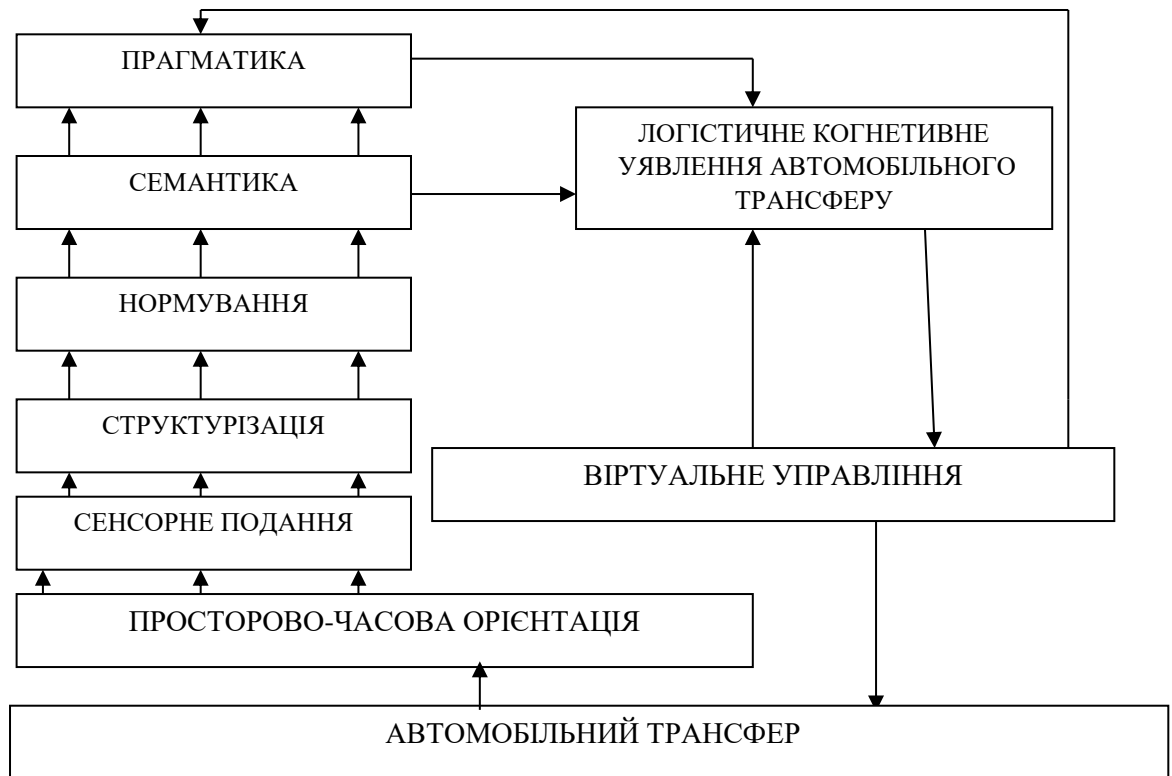 ПРАГМАТИКА
ЛОГІСТИЧНЕ КОГНЕТИВНЕ
УЯВЛЕННЯ АВТОМОБІЛЬНОГО
ТРАНСФЕРУ
СЕМАНТИКА
НОРМУВАННЯ
СТРУКТУРІЗАЦІЯ
ВІРТУАЛЬНЕ УПРАВЛІННЯ
СЕНСОРНЕ ПОДАННЯ
ПРОСТОРОВО-ЧАСОВА ОРІЄНТАЦІЯ
АВТОМОБІЛЬНИЙ ТРАНСФЕР